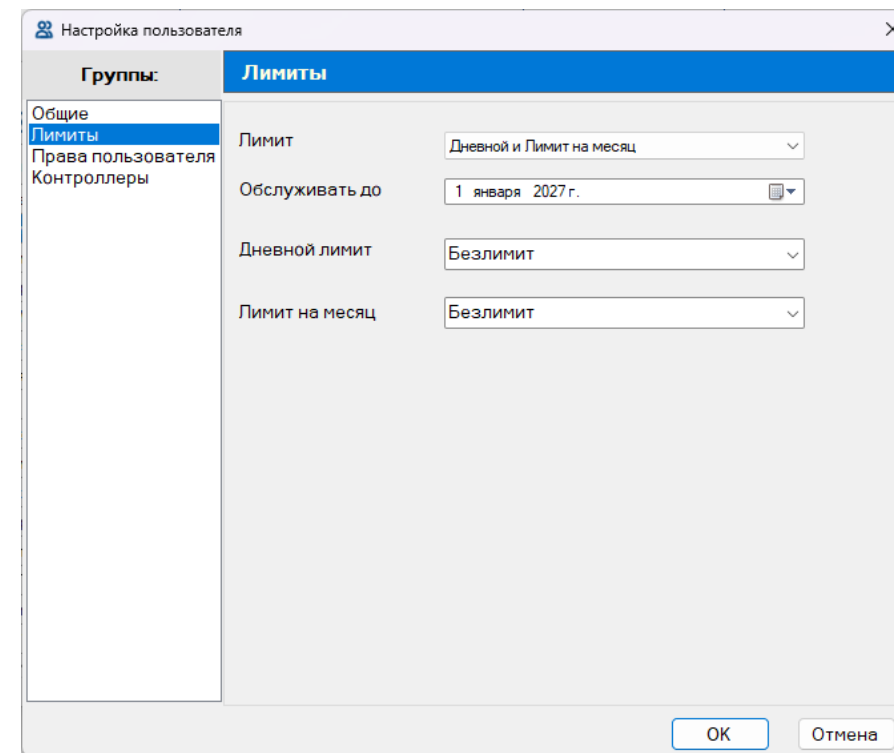 Настройка пользователя
Группы:
Лимиты
Общие
Лимиты
Права пользователя
Контроллеры
Лимит
Дневной и Лимит на месяц
Обслуживать до
1 января 2027 г.
Дневной лимит
Безлимит
Лимит на месяц
Безлимит
OK
Отмена